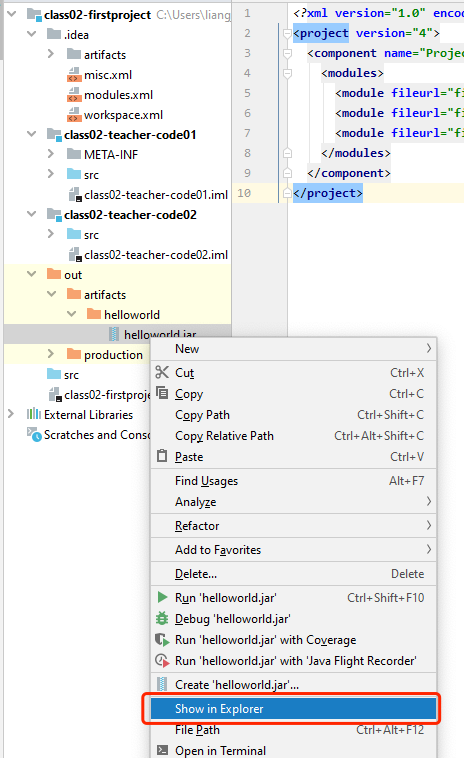 class02-firstproject C:\Users\liang
.idea
artifacts
misc.xml
modules.xml
workspace.xml
class02-teacher-code01
META-INF
src
class02-teacher-code01.iml
class02-teacher-code02
src
class02-teacher-code02.iml
out
artifacts
helloworld
helloworld.jar
production
src
class02-firstproje
External Libraries
Scratches and Conso
1 <?xml version="1.0" encod
2 <project version="4">
3 <component name="Projec
4 <modules>
5 <module fileurl="fi
6 <module fileurl="fi
7 <module fileurl="fi
8 </modules>
9 </component>
10 </project>
New
Cut Ctrl+X
Copy Ctrl+C
Copy Path Ctrl+Shift+C
Copy Relative Path Ctrl+Alt+Shift+C
Paste Ctrl+V
Find Usages Alt+F7
Analyze
Refactor
Add to Favorites
Delete... Delete
Run 'helloworld.jar' Ctrl+Shift+F10
Debug 'helloworld.jar'
Run 'helloworld.jar' with Coverage
Run 'helloworld.jar' with 'Java Flight Recorder'
Create 'helloworld.jar'...
Show in Explorer
File Path Ctrl+Alt+F12
Open in Terminal